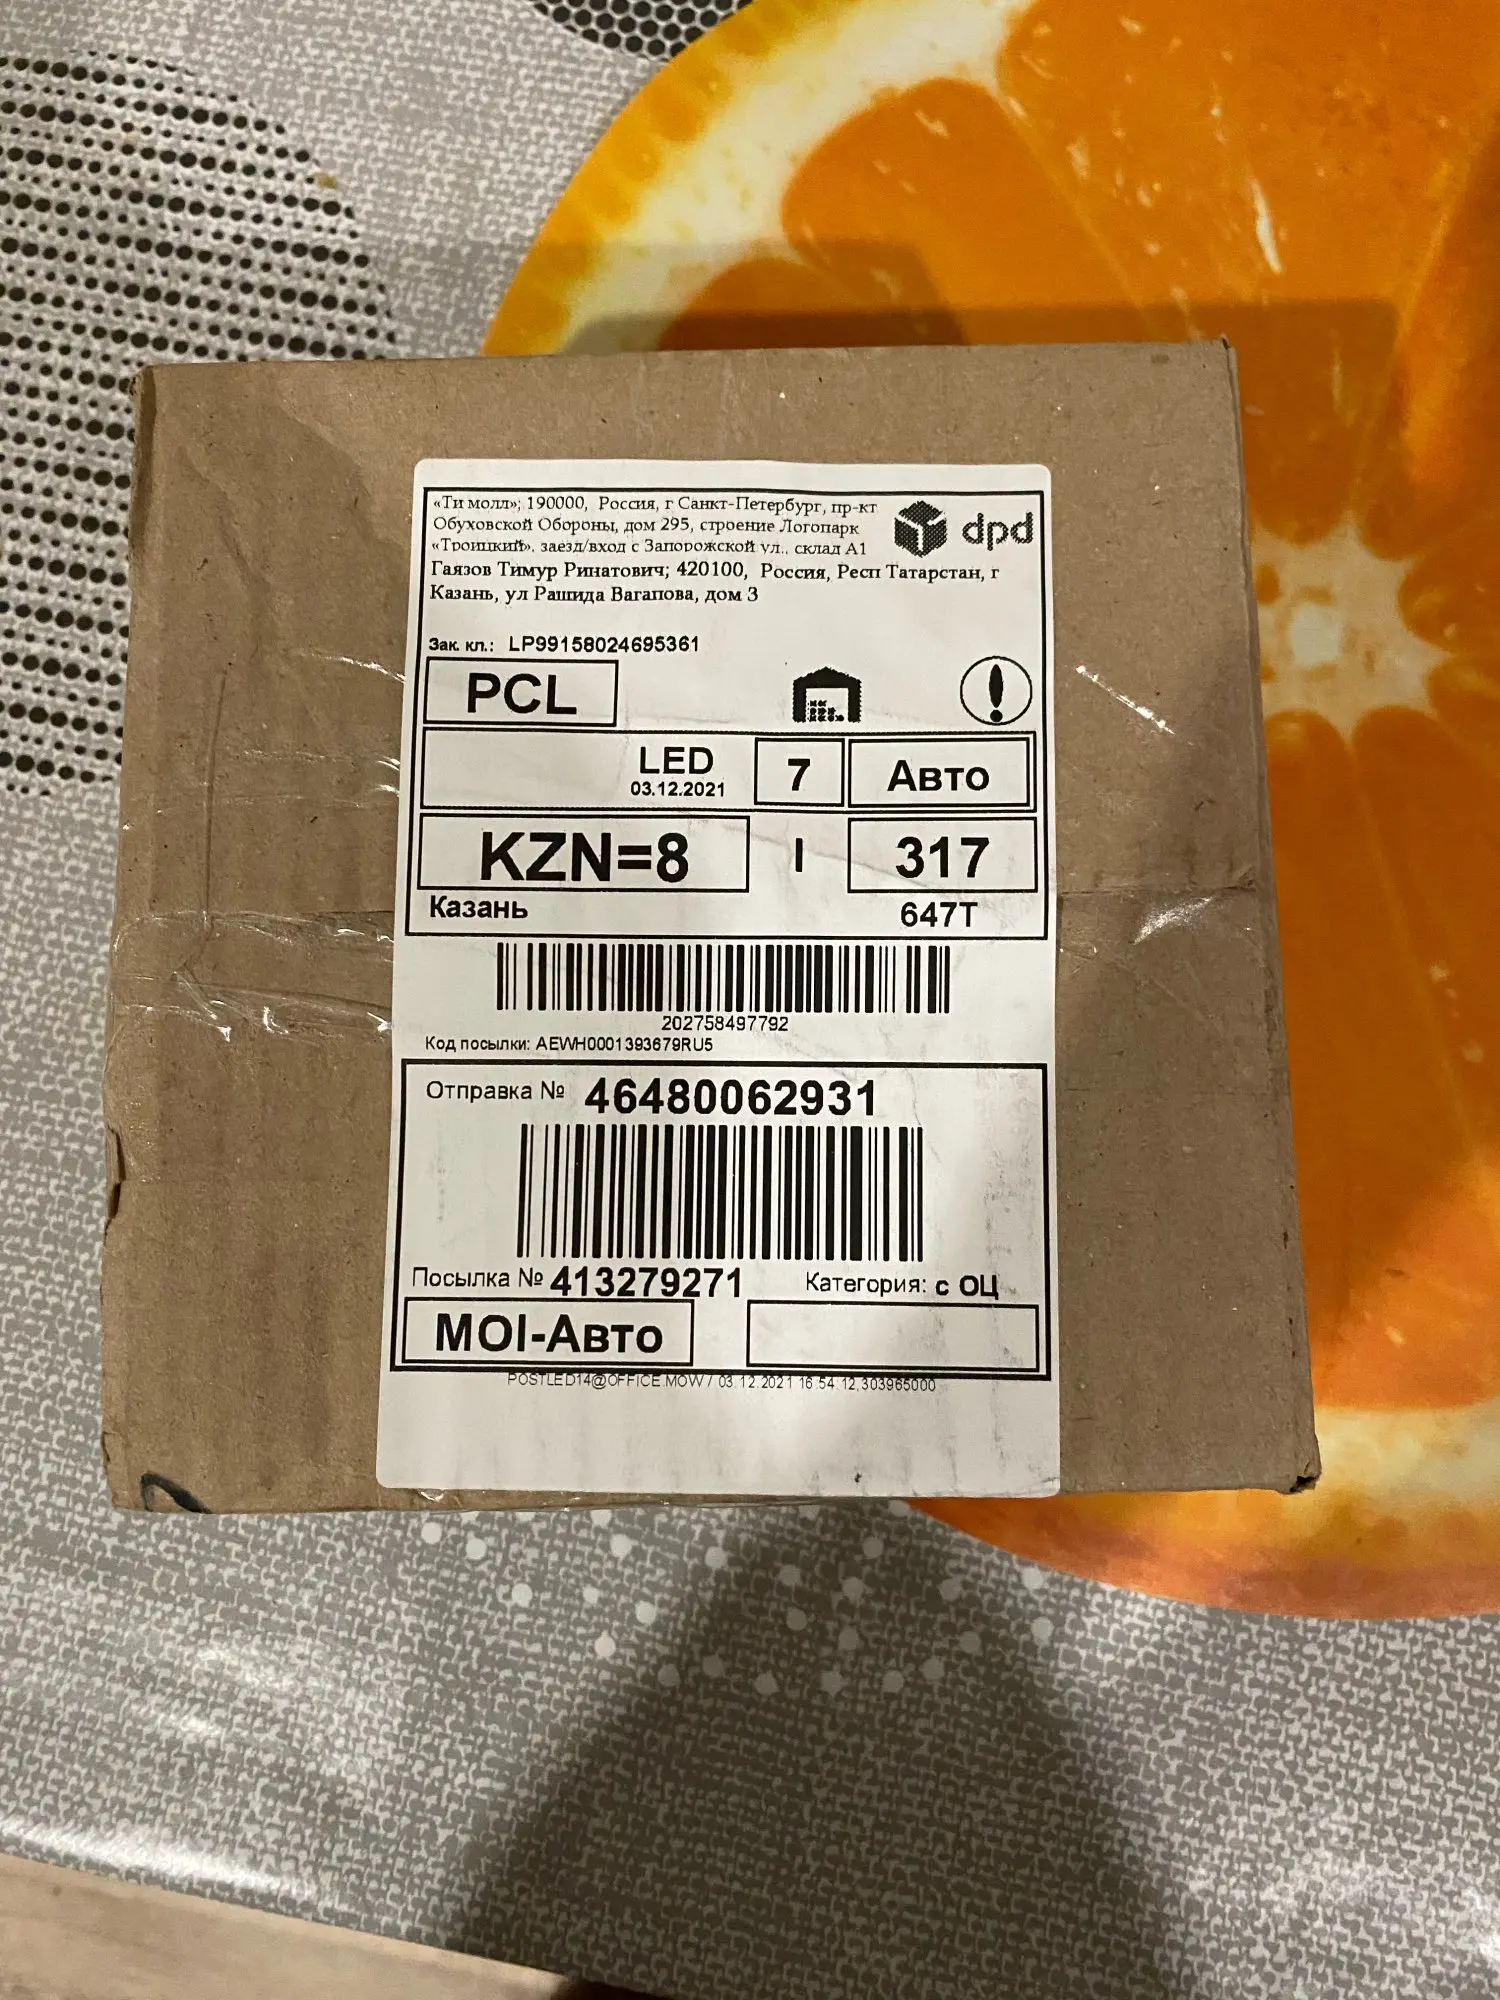 «Ти молл»; 190000, Россия, г Санкт-Петербург, пр-кт
Обуховской Обороны, дом 295, строение Логопарк
«Троицкий», заезд/вход с Запорожской ул., склад А1
dpd
Гаязов Тимур Ринатович; 420100, Россия, Респ Татарстан, г
Казань, ул Рашида Вагапова, дом 3
Зак. кл.: LP99158024695361
PCL
LED
03.12.2021
7
Авто
KZN=8
I
317
Казань
647Т
202758497792
Код посылки: AEWH0001393679RU5
Отправка № 46480062931
Посылка № 413279271
Категория: с ОЦ
MOI-Авто
POSTLED14@OFFICE.MOW / 03.12.2021 16:54:12,303965000